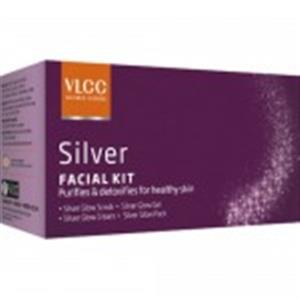 VLCC
Silver
FACIAL KIT
Purifies & detoxifies for healthy skin
• Silver Glow Scrub • Silver Glow Gel
• Silver Glow Cream • Silver Glow Pack